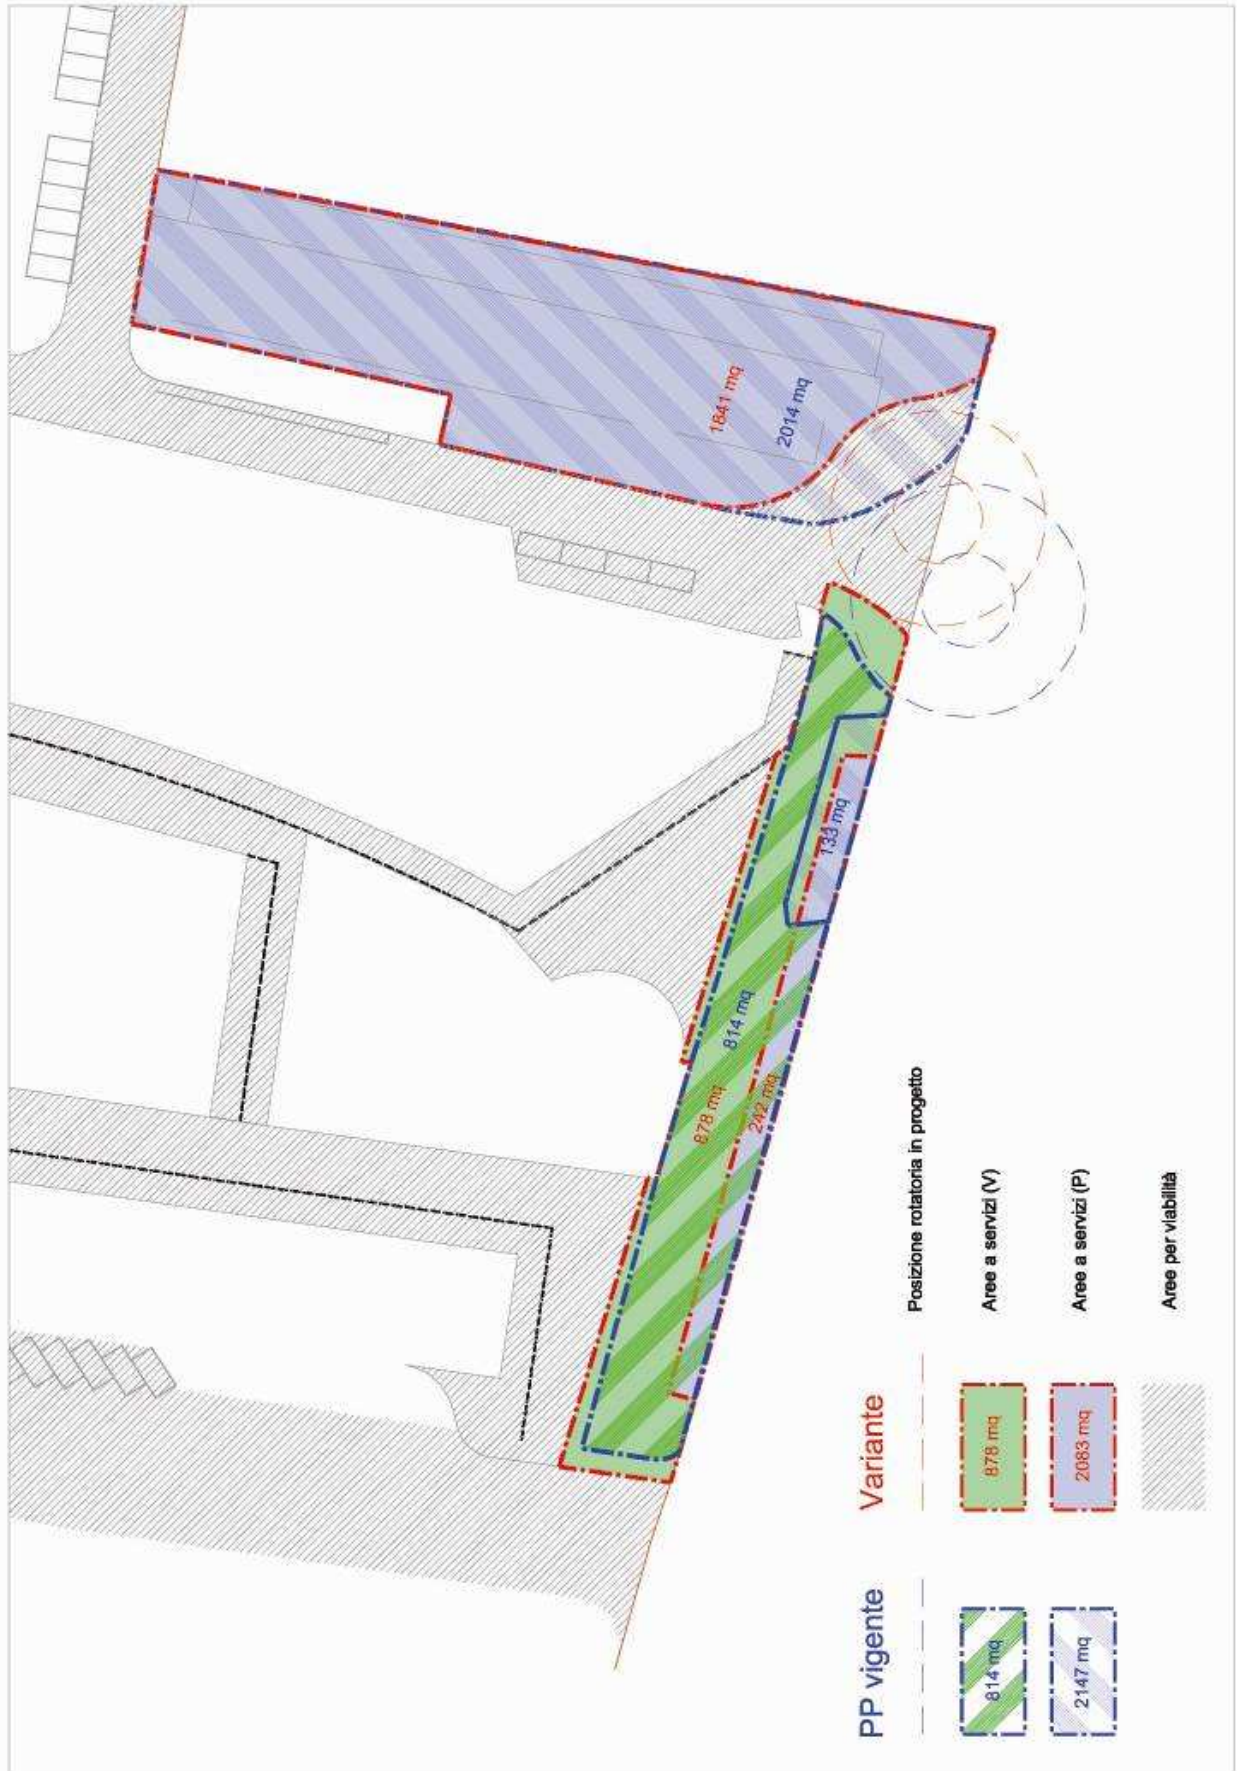 1841 mq
2014 mq
133 mq
814 mq
878 mq
242 mq
PP vigente
Variante
Posizione rotatoria in progetto
814 mq
878 mq
Aree a servizi (V)
2147 mq
2083 mq
Aree a servizi (P)
Aree per viabilità